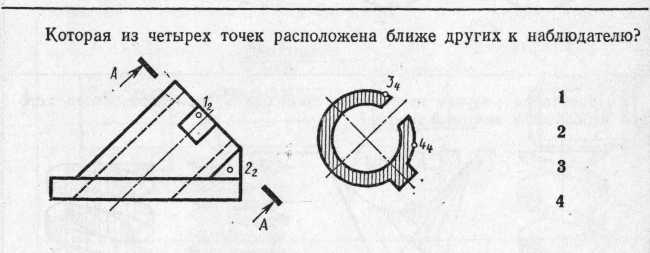 Которая из четырех точек расположена ближе других к наблюдателю?
А
1₂
2₂
А
3₄
4₄
1
2
3
4